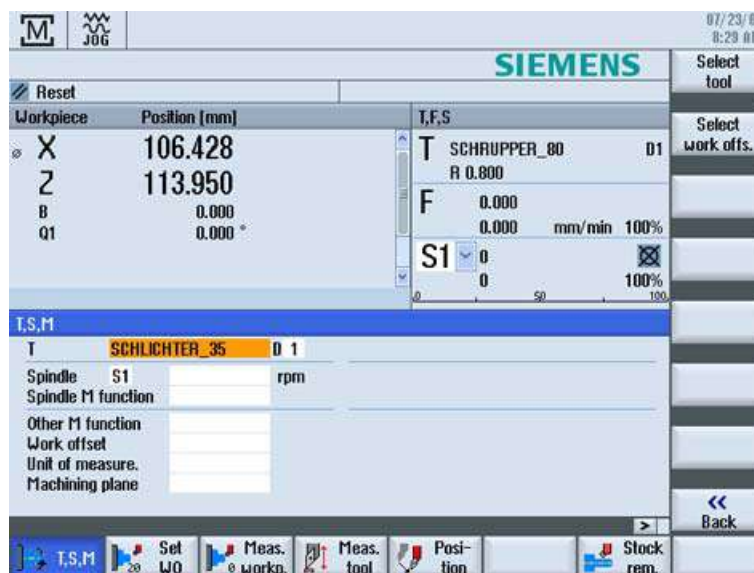 M JOG
07/23/0
8:29 AM
SIEMENS
Select
tool
Reset
Workpiece Position [mm] T,F,S
Select
work offs.
ø X 106.428
Z 113.950
B 0.000
Q1 0.000 °
T SCHRUPPER_80 D1
R 0.800
F 0.000
0.000 mm/min 100%
S1 0
0 100%
0 50 100
T,S,M
T SCHLICHTER_35 D 1
Spindle S1 rpm
Spindle M function
Other M function
Work offset
Unit of measure.
Machining plane
<<
Back
>
T,S,M
Set
WO
Meas.
workp.
Meas.
tool
Posi-
tion
Stock
rem.